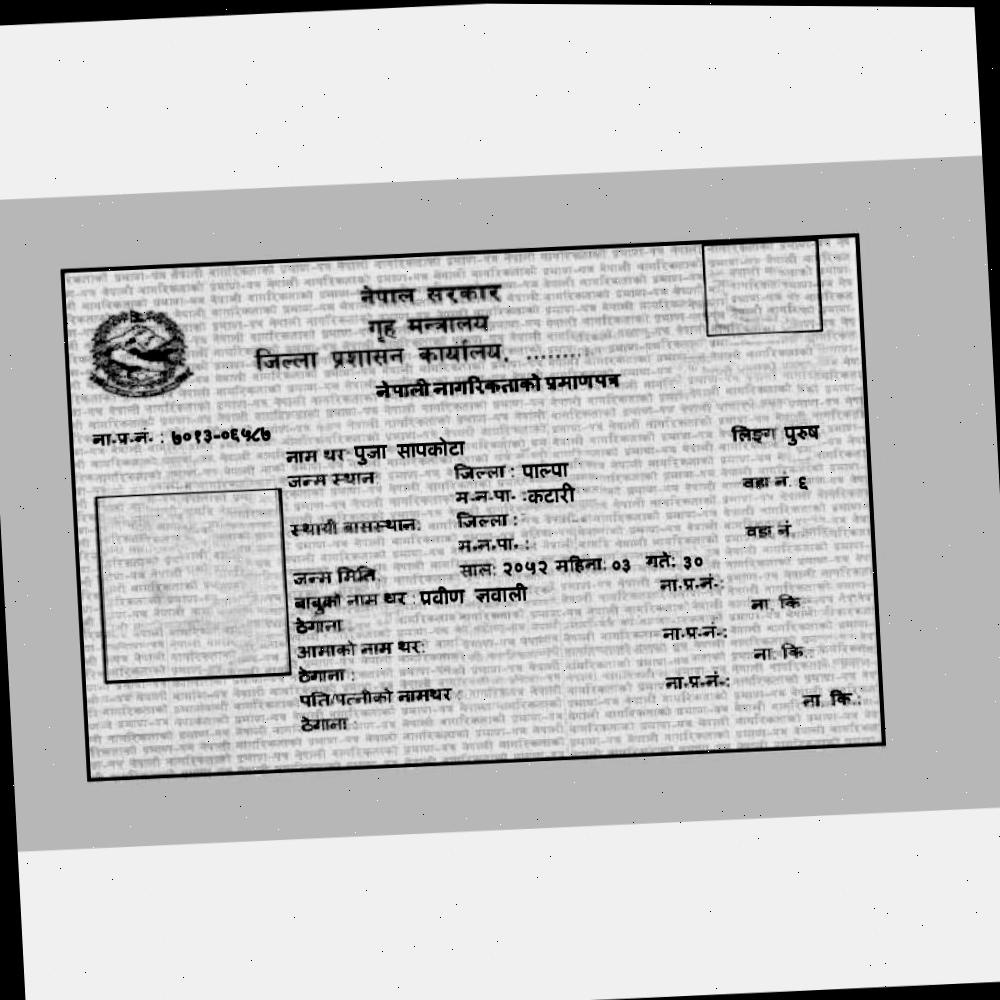 नेपाल सरकार
गृह मन्त्रालय
जिल्ला प्रशासन कार्यालय, ........
नेपाली नागरिकताको प्रमाणपत्र
ना.प्र.नं. : ७०१३-०६५८७
नाम थर: पुजा सापकोटा लिङ्ग पुरुष
जन्म स्थान: जिल्ला : पाल्पा
म.न.पा. :कटारी वडा नं. ६
स्थायी बासस्थान: जिल्ला :
म.न.पा. : वडा नं.
जन्म मिति: साल: २०५२ महिना: ०३ गते: ३०
बाबुको नाम थर : प्रवीण ज्ञवाली ना.प्र.नं.:
ठेगाना : ना. कि.:
आमाको नाम थर: ना.प्र.नं.:
ठेगाना : ना. कि.:
पति/पत्नीको नामथर : ना.प्र.नं.:
ठेगाना : ना. कि.: